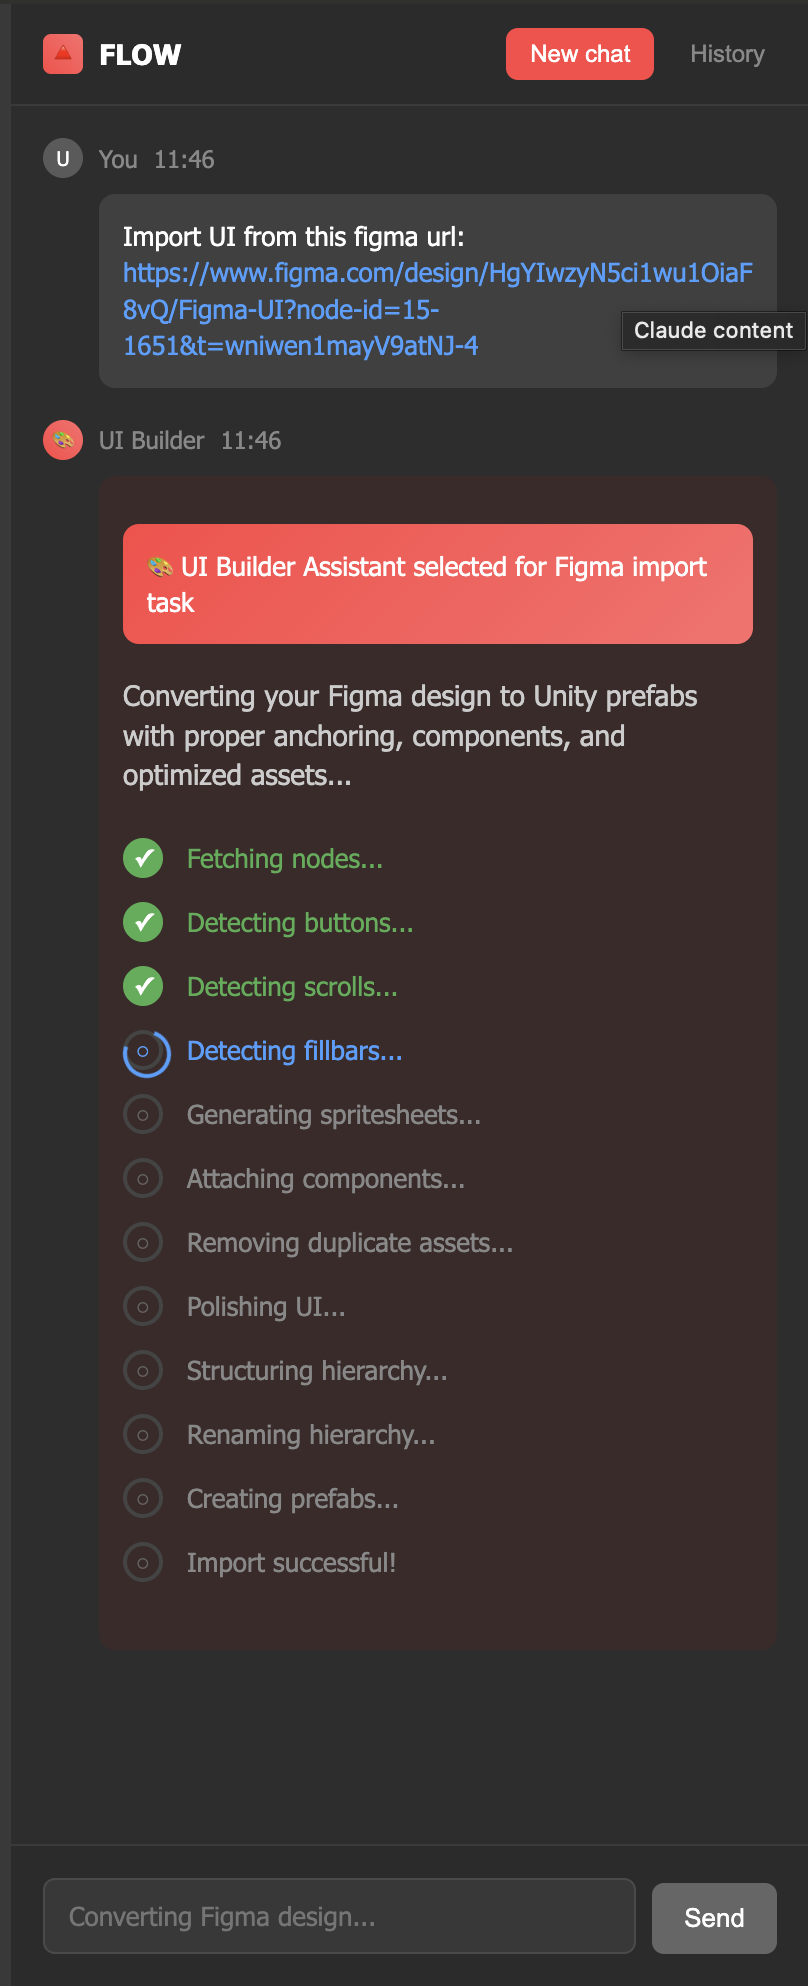 FLOW
New chat
History
U
You 11:46
Import UI from this figma url:
https://www.figma.com/design/HgYIwzyN5ci1wu1OiaF
8vQ/Figma-UI?node-id=15-
1651&t=wniwen1mayV9atNJ-4
Claude content
UI Builder 11:46
🎨 UI Builder Assistant selected for Figma import
task
Converting your Figma design to Unity prefabs
with proper anchoring, components, and
optimized assets...
Fetching nodes...
Detecting buttons...
Detecting scrolls...
Detecting fillbars...
Generating spritesheets...
Attaching components...
Removing duplicate assets...
Polishing UI...
Structuring hierarchy...
Renaming hierarchy...
Creating prefabs...
Import successful!
Converting Figma design...
Send